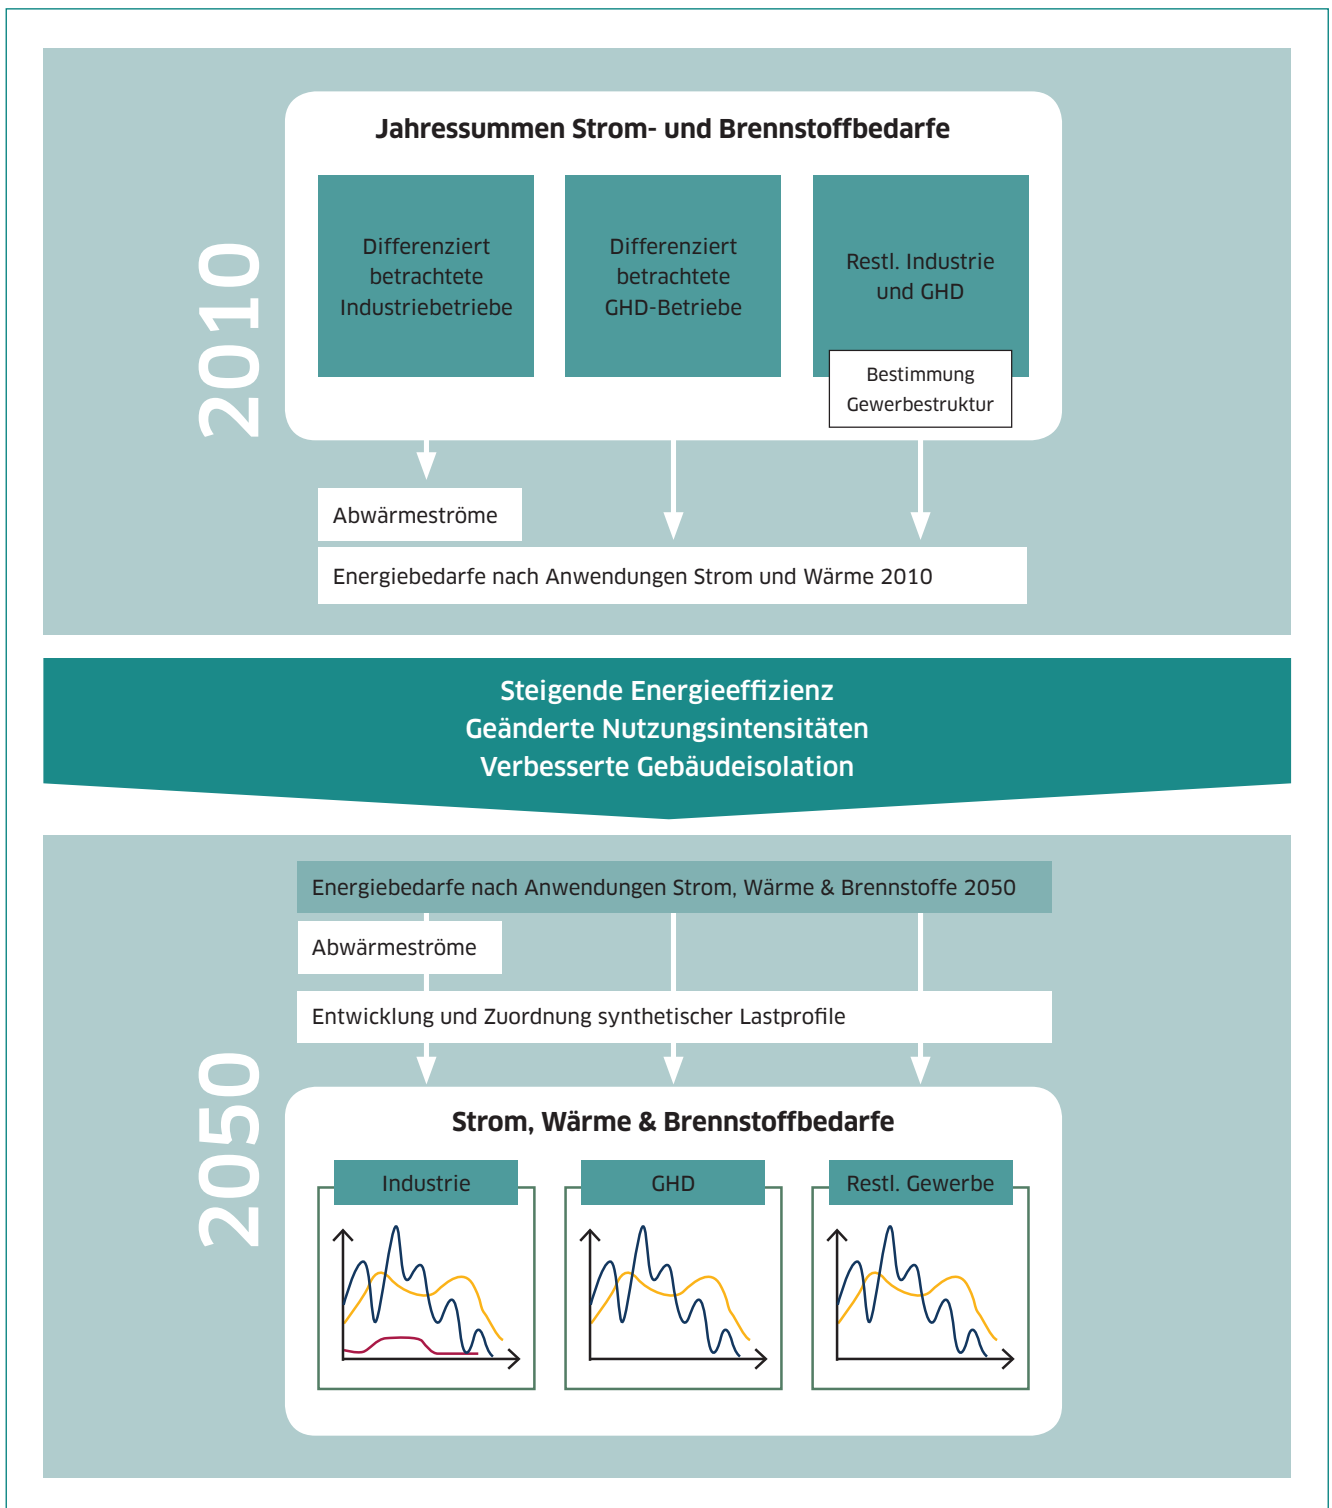 2010
Jahressummen Strom- und Brennstoffbedarfe
Differenziert
betrachtete
Industriebetriebe
Differenziert
betrachtete
GHD-Betriebe
Restl. Industrie
und GHD
Bestimmung
Gewerbestruktur
Abwärmeströme
Energiebedarfe nach Anwendungen Strom und Wärme 2010
Steigende Energieeffizienz
Geänderte Nutzungsintensitäten
Verbesserte Gebäudeisolation
2050
Energiebedarfe nach Anwendungen Strom, Wärme & Brennstoffe 2050
Abwärmeströme
Entwicklung und Zuordnung synthetischer Lastprofile
Strom, Wärme & Brennstoffbedarfe
Industrie
GHD
Restl. Gewerbe